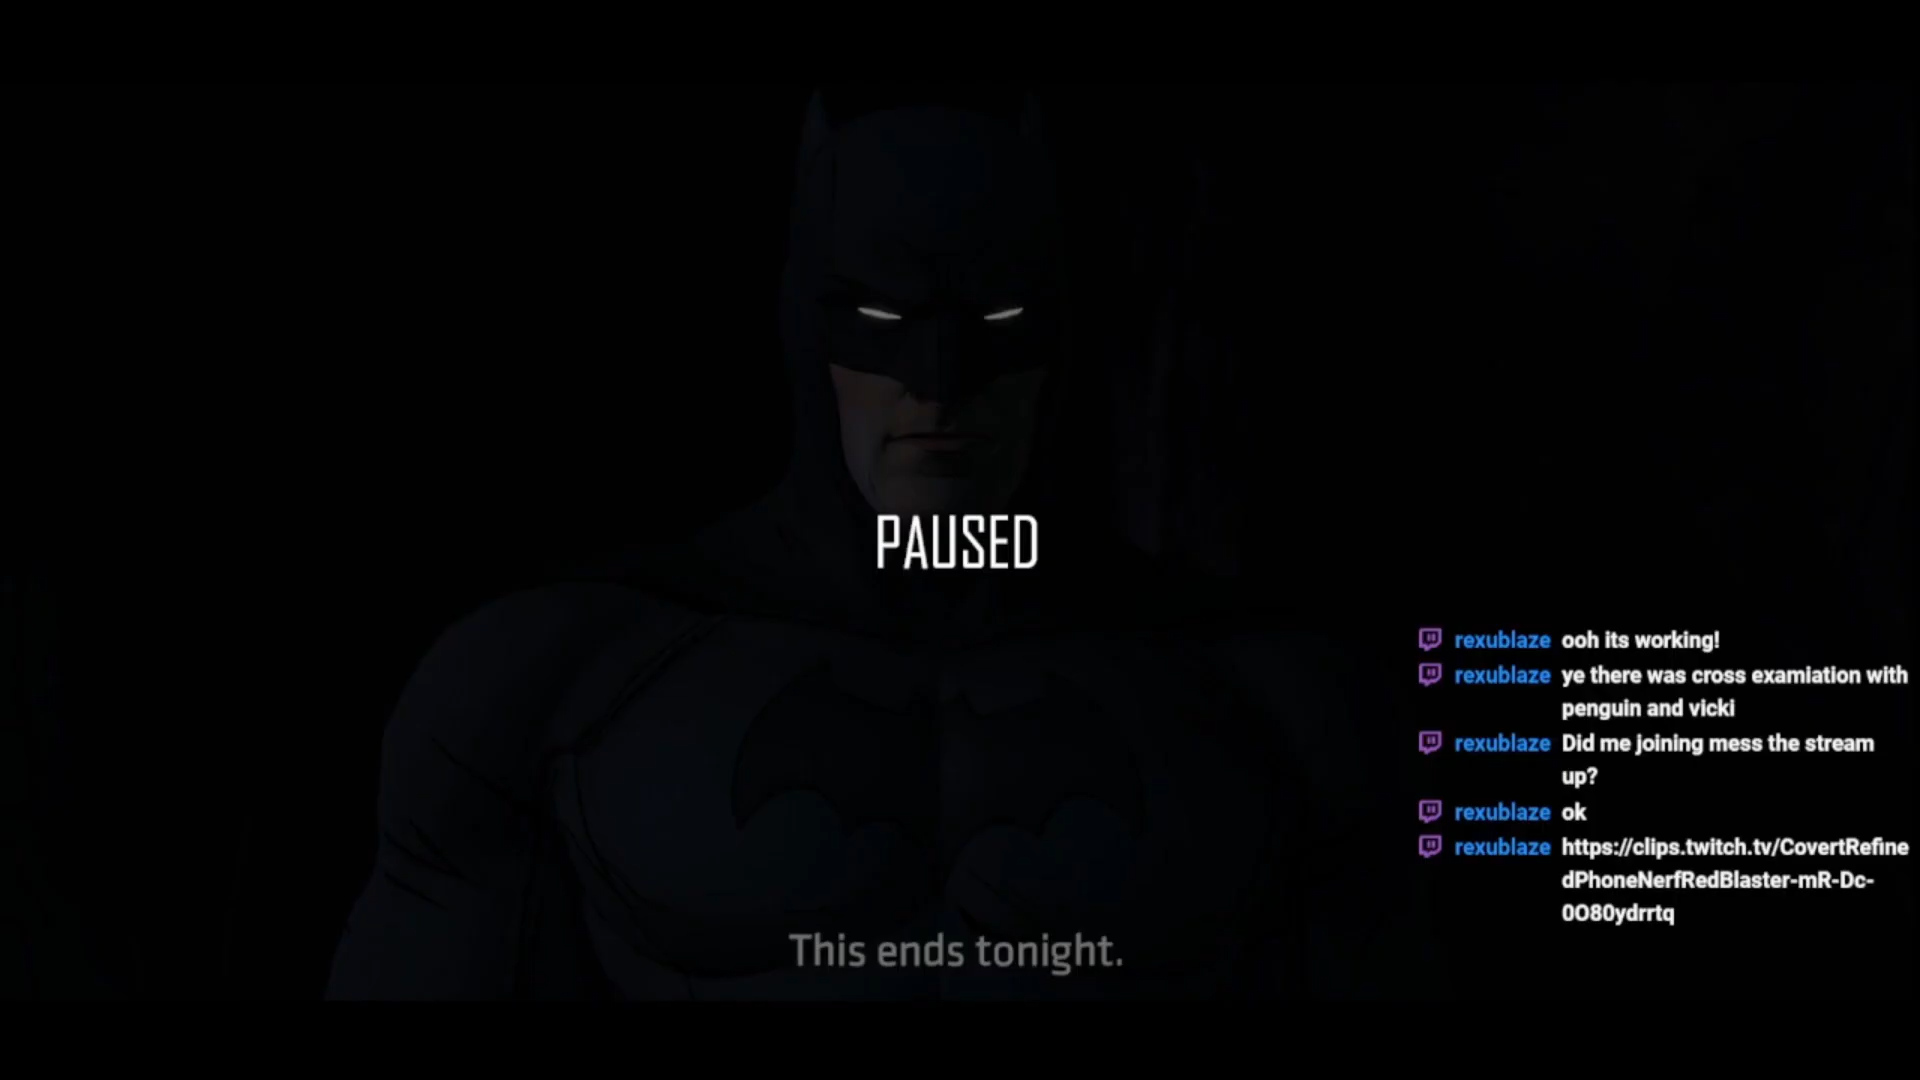 PAUSED
rexublaze ooh its working!
rexublaze ye there was cross examiation with
penguin and vicki
rexublaze Did me joining mess the stream
up?
rexublaze ok
rexublaze https://clips.twitch.tv/CovertRefine
dPhoneNerfRedBlaster-mR-Dc-
0O80ydrrtq
This ends tonight.